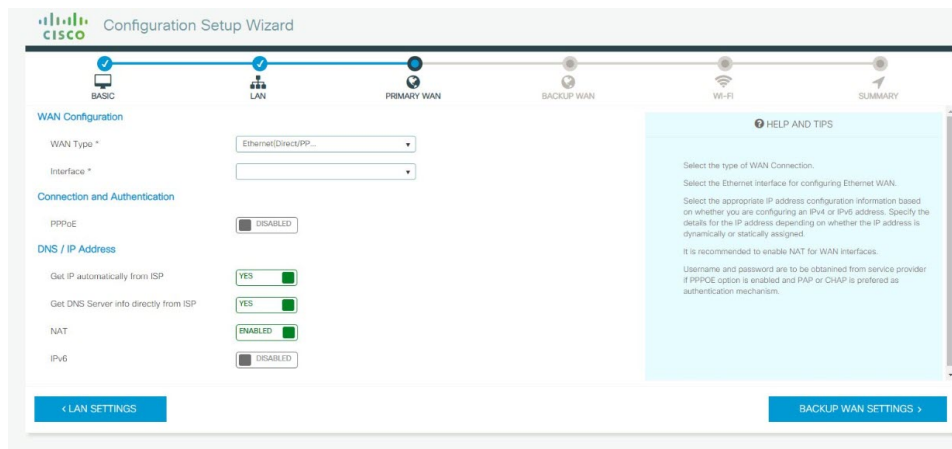 CISCO
Configuration Setup Wizard
BASIC
LAN
PRIMARY WAN
BACKUP WAN
WI-FI
SUMMARY
WAN Configuration
WAN Type *
Ethernet(Direct/PP...
Interface *
Connection and Authentication
PPPoE
DISABLED
DNS / IP Address
Get IP automatically from ISP
YES
Get DNS Server info directly from ISP
YES
NAT
ENABLED
IPv6
DISABLED
HELP AND TIPS
Select the type of WAN Connection.
Select the Ethernet interface for configuring Ethernet WAN.
Select the appropriate IP address configuration information based
on whether you are configuring an IPv4 or IPv6 address. Specify the
details for the IP address depending on whether the IP address is
dynamically or statically assigned.
It is recommended to enable NAT for WAN interfaces.
Username and password are to be obtanined from service provider
if PPPOE option is enabled and PAP or CHAP is prefered as
authentication mechanism.
< LAN SETTINGS
BACKUP WAN SETTINGS >